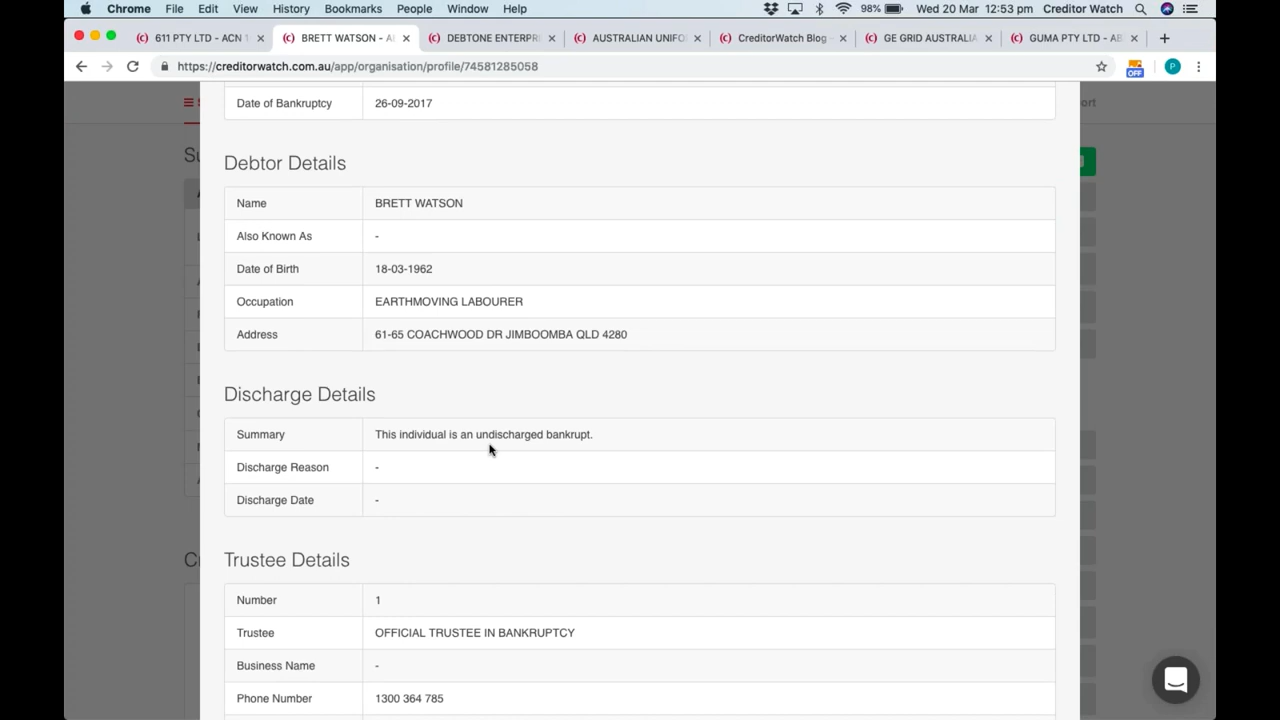 Chrome File Edit View History Bookmarks People Window Help 98% Wed 20 Mar 12:53 pm Creditor Watch
611 PTY LTD - ACN BRETT WATSON - DEBTONE ENTERPR AUSTRALIAN UNIFO CreditorWatch Blog - GE GRID AUSTRALIA GUMA PTY LTD -
https://creditorwatch.com.au/app/organisation/profile/74581285058 OFF P
Date of Bankruptcy 26-09-2017
ort
Su
Debtor Details
Name BRETT WATSON
Also Known As -
Date of Birth 18-03-1962
Occupation EARTHMOVING LABOURER
Address 61-65 COACHWOOD DR JIMBOOMBA QLD 4280
Discharge Details
Summary This individual is an undischarged bankrupt.
Discharge Reason -
Discharge Date -
Trustee Details
Number 1
Trustee OFFICIAL TRUSTEE IN BANKRUPTCY
Business Name -
Phone Number 1300 364 785